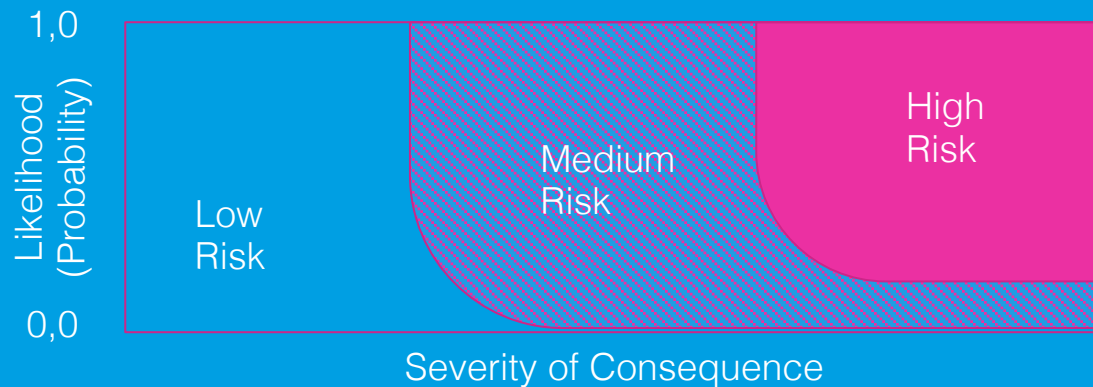 1,0
Likelihood
(Probability)
0,0
Low
Risk
Medium
Risk
High
Risk
Severity of Consequence